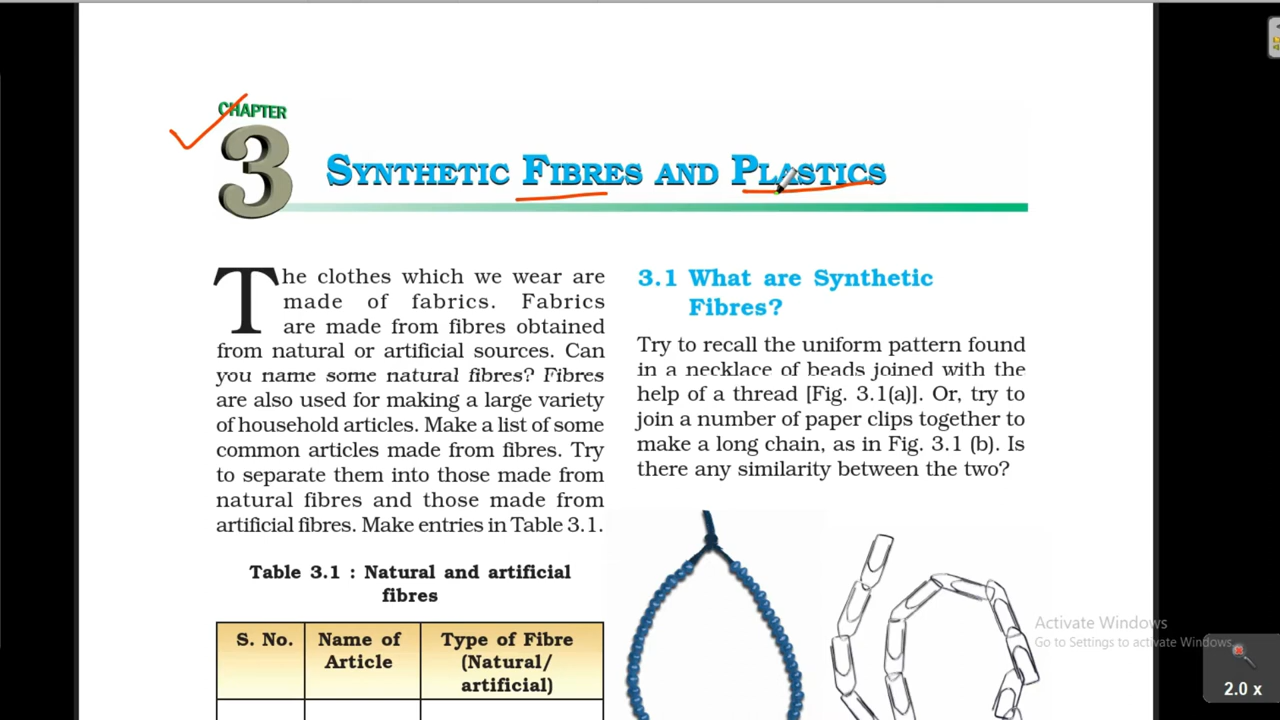 CHAPTER
3
SYNTHETIC FIBRES AND PLASTICS
The clothes which we wear are
made of fabrics. Fabrics
are made from fibres obtained
from natural or artificial sources. Can
you name some natural fibres? Fibres
are also used for making a large variety
of household articles. Make a list of some
common articles made from fibres. Try
to separate them into those made from
natural fibres and those made from
artificial fibres. Make entries in Table 3.1.
Table 3.1 : Natural and artificial
fibres
S. No.
Name of
Article
Type of Fibre
(Natural/
artificial)
3.1 What are Synthetic
Fibres?
Try to recall the uniform pattern found
in a necklace of beads joined with the
help of a thread [Fig. 3.1(a)]. Or, try to
join a number of paper clips together to
make a long chain, as in Fig. 3.1 (b). Is
there any similarity between the two?
Activate Windows
Go to Settings to activate Windows.
2.0 x